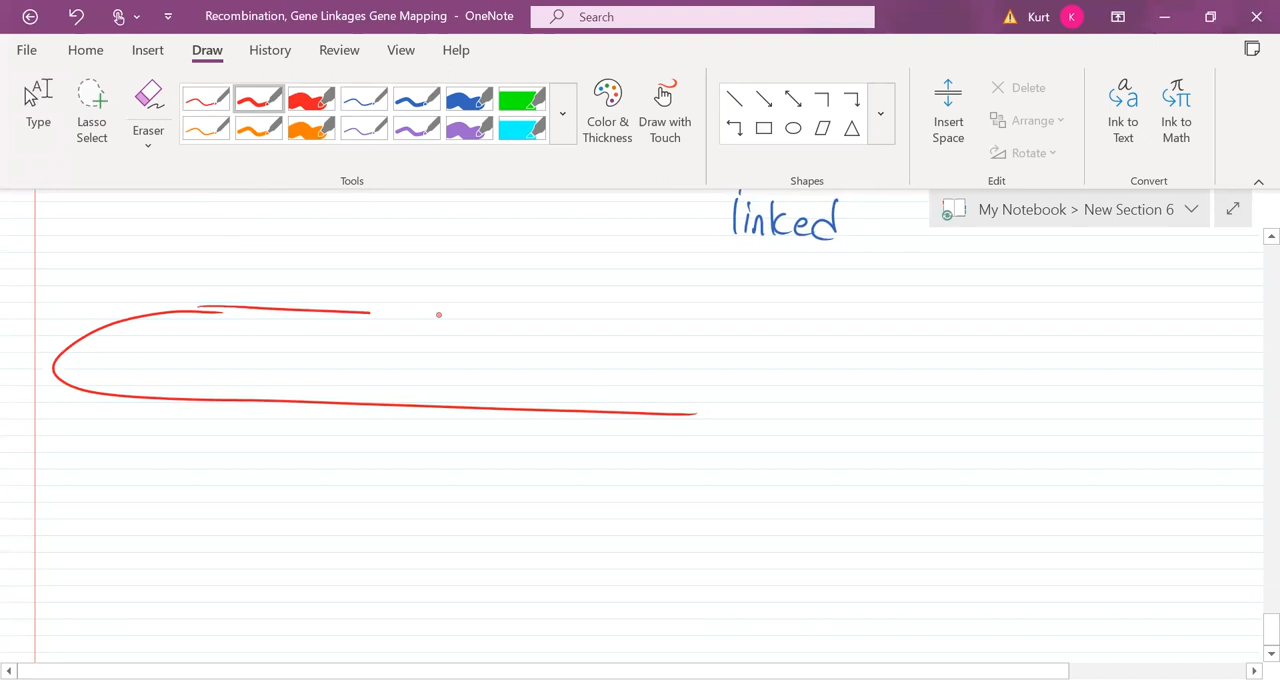 Recombination, Gene Linkages Gene Mapping - OneNote
Search
Kurt
K
File Home Insert Draw History Review View Help
Type
Lasso Select
Eraser
Color & Thickness
Draw with Touch
Insert Space
Delete
Arrange
Rotate
Ink to Text
Ink to Math
Tools
Shapes
Edit
Convert
My Notebook > New Section 6
linked